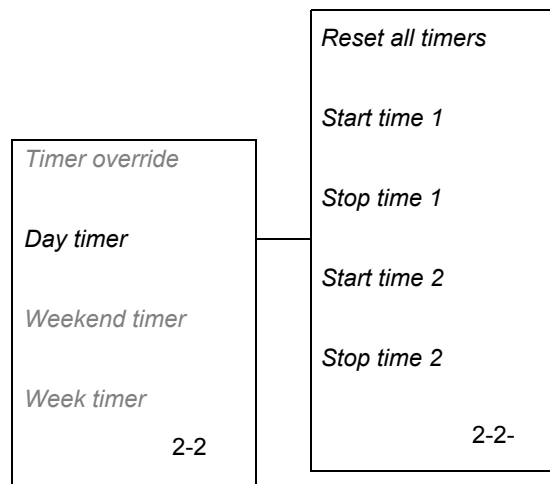 Timer override
Day timer
Weekend timer
Week timer
2-2
Reset all timers
Start time 1
Stop time 1
Start time 2
Stop time 2
2-2-